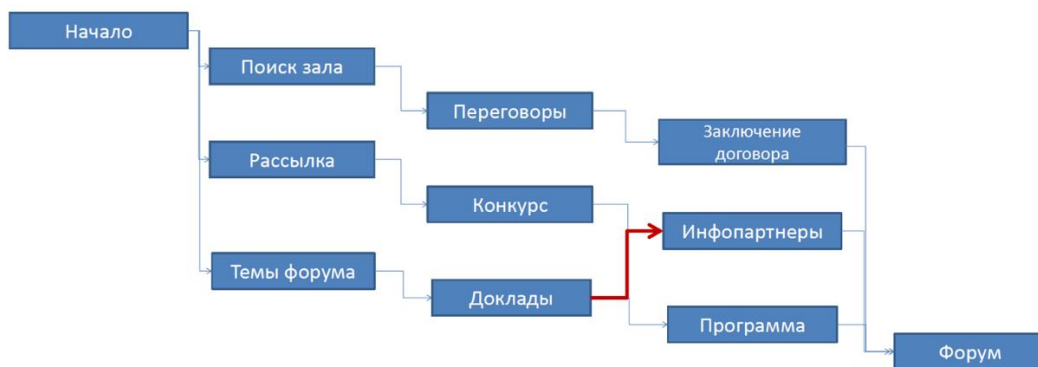 Начало
Поиск зала
Переговоры
Заключение
договора
Рассылка
Конкурс
Инфопартнеры
Темы форума
Доклады
Программа
Форум